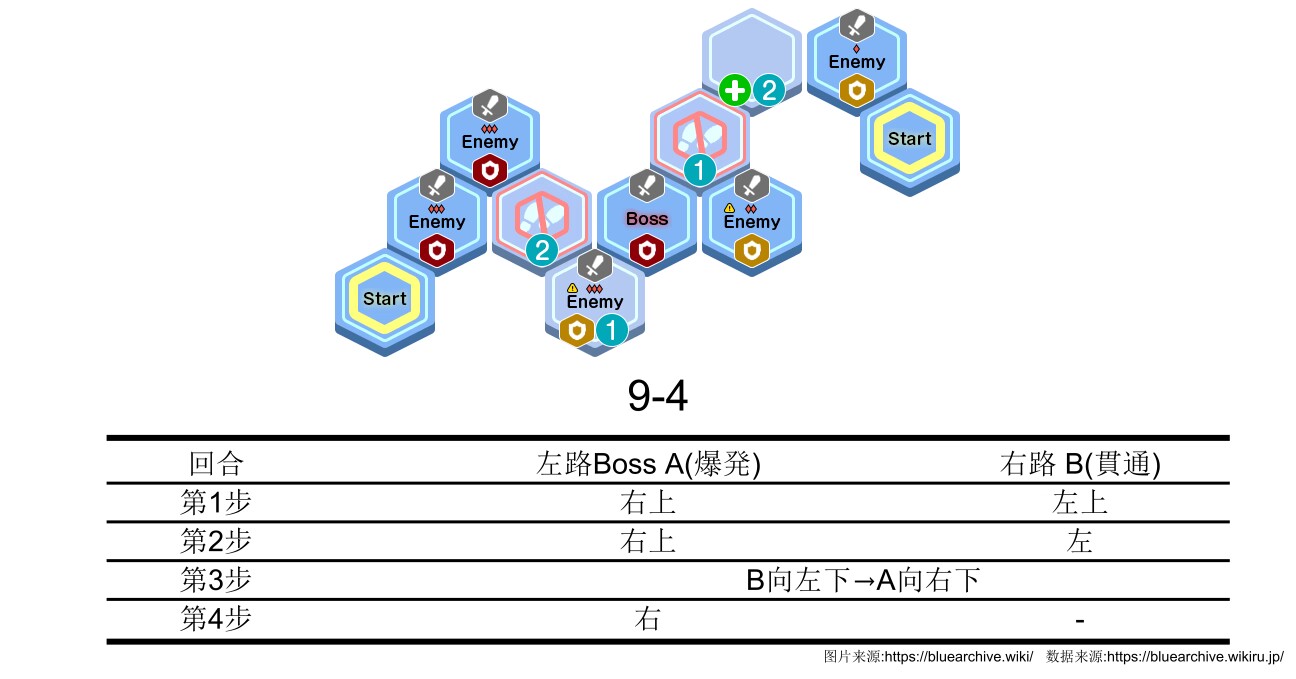 2
Enemy
Enemy
Start
1
Enemy
Boss
Enemy
2
Start
Enemy
1
9-4
回合 左路Boss A(爆発) 右路 B(貫通)
第1步 右上 左上
第2步 右上 左
第3步 B向左下→A向右下
第4步 右 -
图片来源:https://bluearchive.wiki/ 数据来源:https://bluearchive.wikiru.jp/